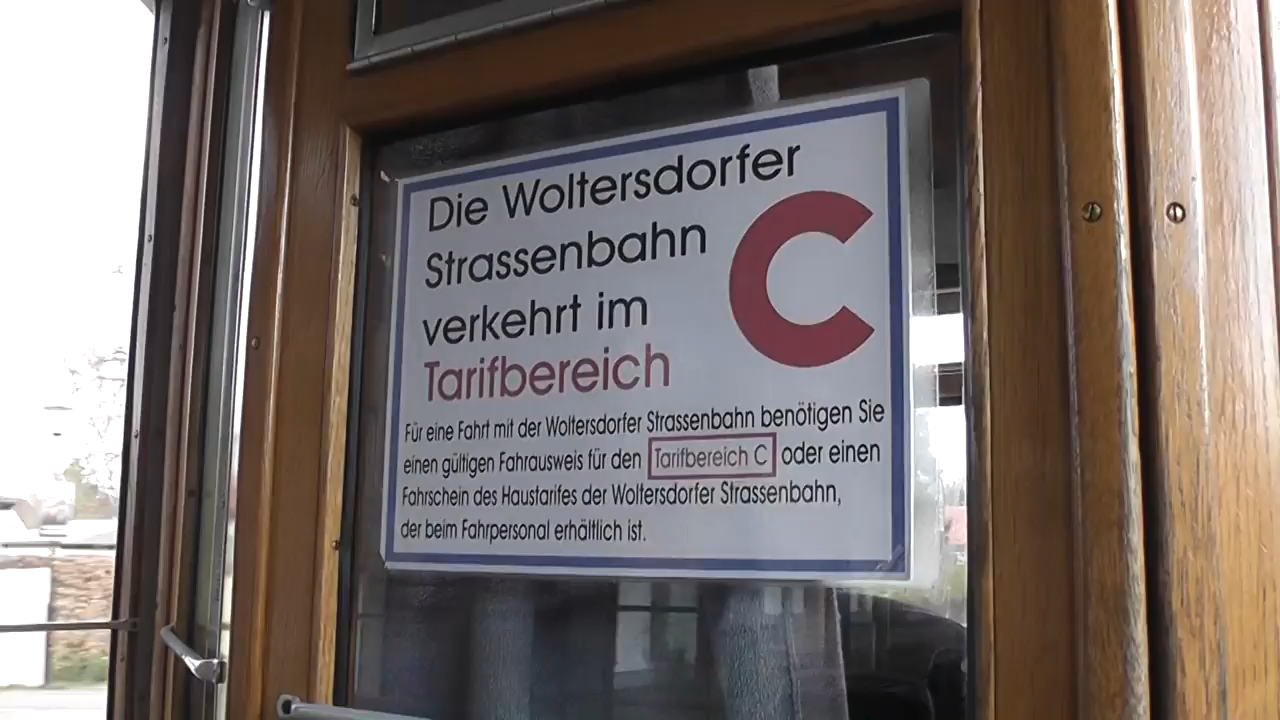 Die Woltersdorfer
Strassenbahn
verkehrt im
Tarifbereich
C
Für eine Fahrt mit der Woltersdorfer Strassenbahn benötigen Sie
einen gültigen Fahrausweis für den Tarifbereich C oder einen
Fahrschein des Haustarifes der Woltersdorfer Strassenbahn,
der beim Fahrpersonal erhältlich ist.